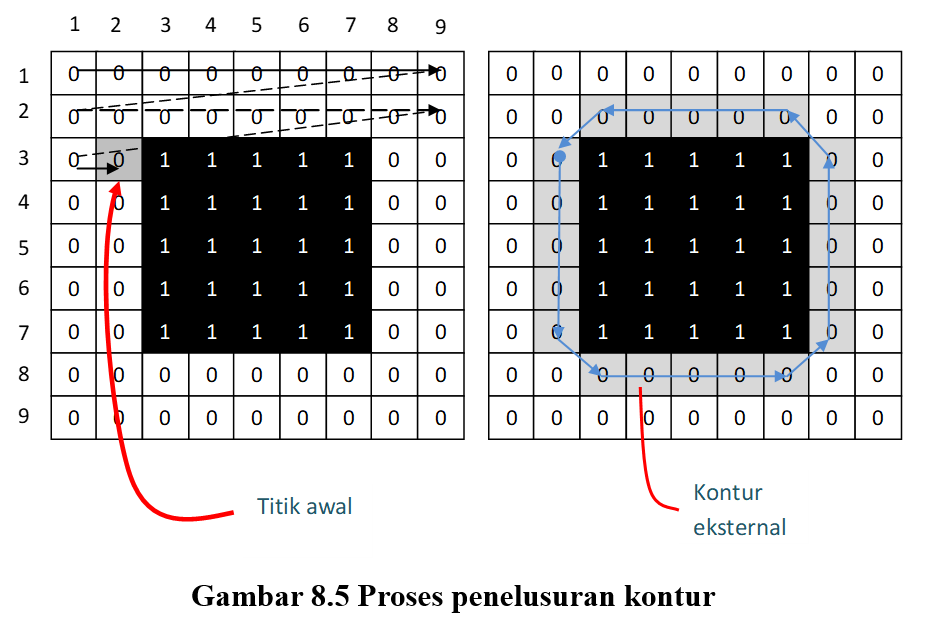 1 2 3 4 5 6 7 8 9
1 0 0 0 0 0 0 0 0 0 0 0 0 0 0 0 0 0 0
2 0 0 0 0 0 0 0 0 0 0 0 0 0 0 0 0 0 0
3 0 0 1 1 1 1 1 0 0 0 0 1 1 1 1 1 0 0
4 0 0 1 1 1 1 1 0 0 0 0 1 1 1 1 1 0 0
5 0 0 1 1 1 1 1 0 0 0 0 1 1 1 1 1 0 0
6 0 0 1 1 1 1 1 0 0 0 0 1 1 1 1 1 0 0
7 0 0 1 1 1 1 1 0 0 0 0 1 1 1 1 1 0 0
8 0 0 0 0 0 0 0 0 0 0 0 0 0 0 0 0 0 0
9 0 0 0 0 0 0 0 0 0 0 0 0 0 0 0 0 0 0
Titik awal
Kontur
eksternal
Gambar 8.5 Proses penelusuran kontur